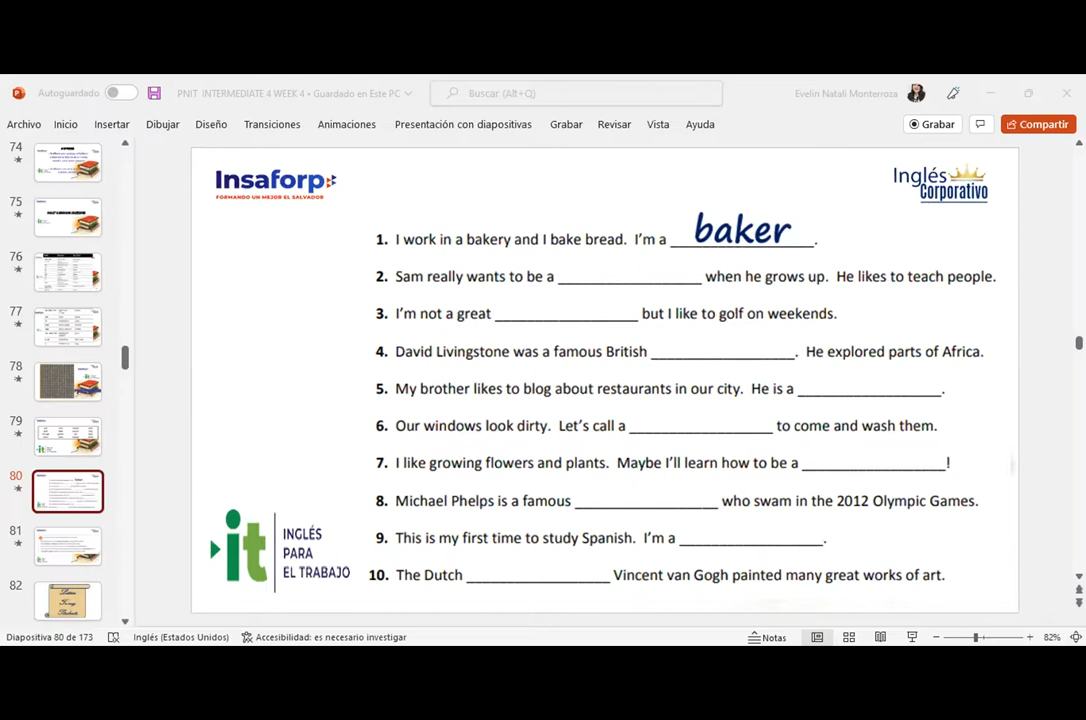 Autoguardado
PNIT INTERMEDIATE 4 WEEK 4 • Guardado en Este PC
Buscar (Alt+Q)
Evelin Natali Monterroza
Archivo Inicio Insertar Dibujar Diseño Transiciones Animaciones Presentación con diapositivas Grabar Revisar Vista Ayuda
Grabar
Compartir
74
75
76
77
78
79
80
81
82
Insaforp
FORMANDO UN MEJOR EL SALVADOR
Inglés
Corporativo
1. I work in a bakery and I bake bread. I'm a baker.
2. Sam really wants to be a _______________ when he grows up. He likes to teach people.
3. I'm not a great _______________ but I like to golf on weekends.
4. David Livingstone was a famous British _______________. He explored parts of Africa.
5. My brother likes to blog about restaurants in our city. He is a _______________.
6. Our windows look dirty. Let's call a _______________ to come and wash them.
7. I like growing flowers and plants. Maybe I'll learn how to be a _______________!
8. Michael Phelps is a famous _______________ who swam in the 2012 Olympic Games.
9. This is my first time to study Spanish. I'm a _______________.
10. The Dutch _______________ Vincent van Gogh painted many great works of art.
it
INGLÉS
PARA
EL TRABAJO
Diapositiva 80 de 173
Inglés (Estados Unidos)
Accesibilidad: es necesario investigar
Notas
82%